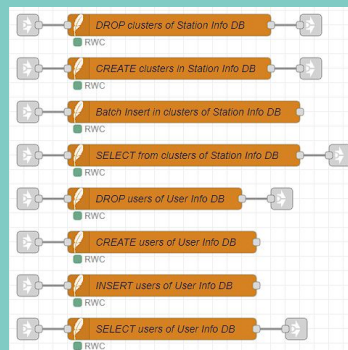 DROP clusters of Station Info DB
RWC
CREATE clusters in Station Info DB
RWC
Batch Insert in clusters of Station Info DB
RWC
SELECT from clusters of Station Info DB
RWC
DROP users of User Info DB
RWC
CREATE users of User Info DB
RWC
INSERT users of User Info DB
RWC
SELECT users of User Info DB
RWC